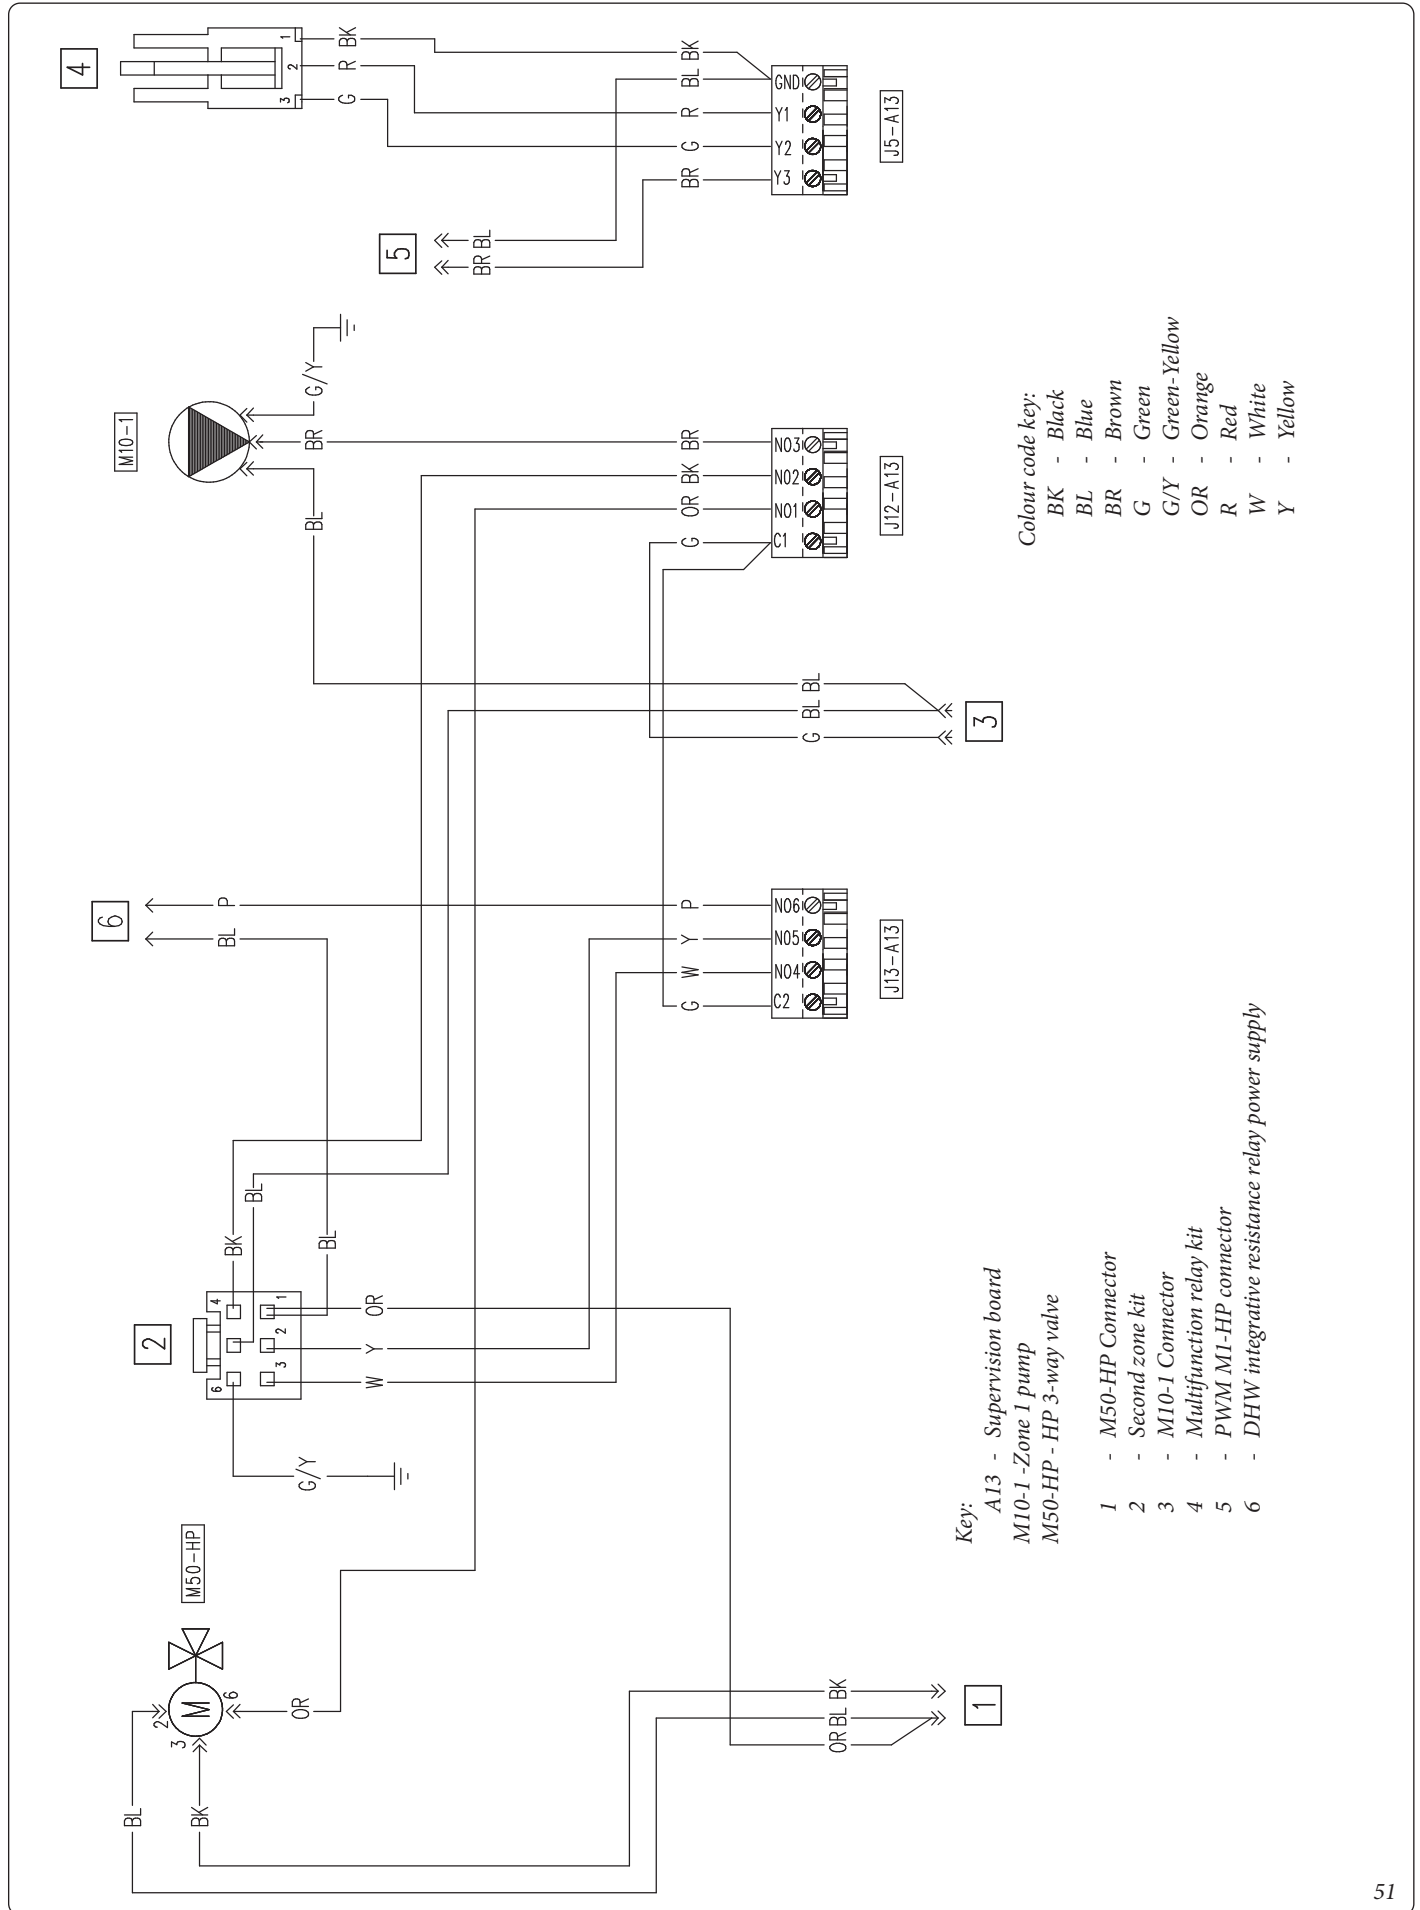 4
1
2
3
BK
R
G
BK
BL
R
G
BR
GND
Y1
Y2
Y3
J5-A13
5
BL
BR
M10-1
G/Y
BR
BL
BR
BK
OR
G
NO3
NO2
NO1
C1
J12-A13
BL
BL
G
3
6
P
BL
P
Y
W
G
NO6
NO5
NO4
C2
J13-A13
2
4
6
1
2
3
BK
BL
BL
OR
Y
W
G/Y
M50-HP
M
2
3
6
OR
BL
BK
BK
BL
OR
1
Colour code key:
BK - Black
BL - Blue
BR - Brown
G - Green
G/Y - Green-Yellow
OR - Orange
R - Red
W - White
Y - Yellow
Key:
A13 - Supervision board
M10-1 -Zone 1 pump
M50-HP - HP 3-way valve
1 - M50-HP Connector
2 - Second zone kit
3 - M10-1 Connector
4 - Multifunction relay kit
5 - PWM M1-HP connector
6 - DHW integrative resistance relay power supply
51